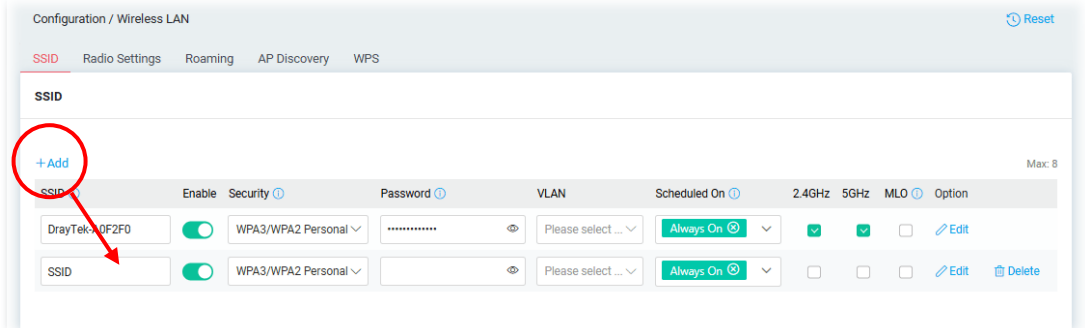 Configuration / Wireless LAN Reset
SSID Radio Settings Roaming AP Discovery WPS
SSID
+Add Max: 8
SSID Enable Security Password VLAN Scheduled On 2.4GHz 5GHz MLO Option
DrayTek-A0F2F0 WPA3/WPA2 Personal ············· Please select ... Always On Edit
SSID WPA3/WPA2 Personal Please select ... Always On Edit Delete